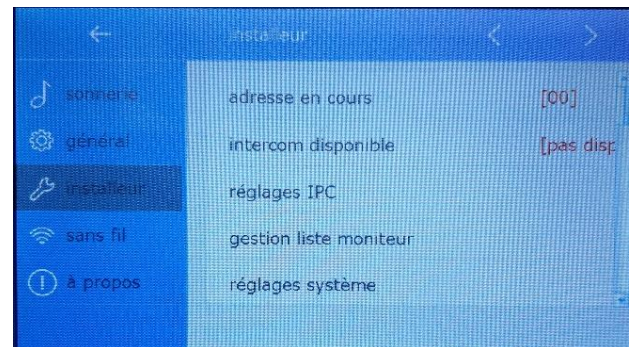 installeur
sonnerie
général
installeur
sans fil
à propos
adresse en cours [00]
intercom disponible [pas disp
réglages IPC
gestion liste moniteur
réglages système